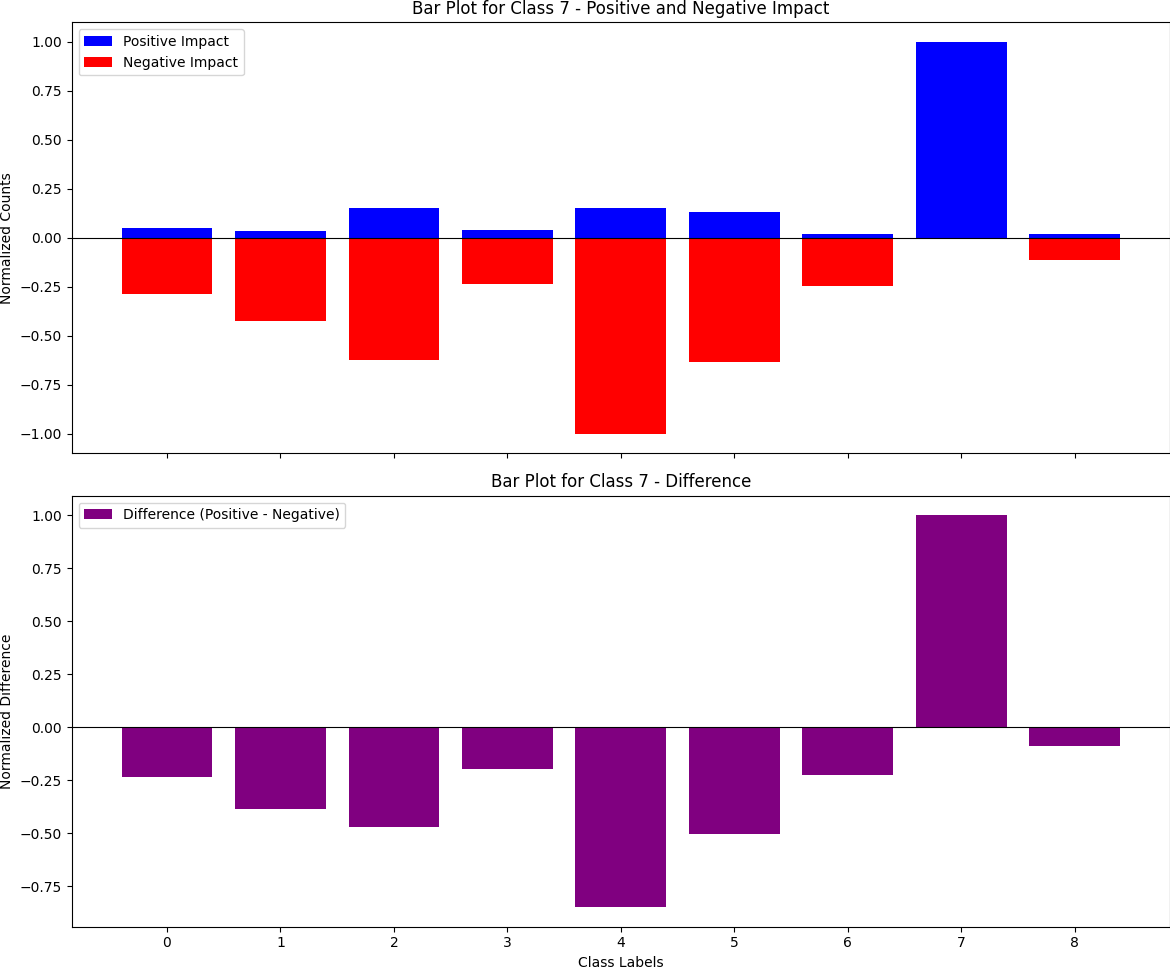 Bar Plot for Class 7 - Positive and Negative Impact
Positive Impact
Negative Impact
1.00
0.75
0.50
0.25
0.00
−0.25
−0.50
−0.75
−1.00
Normalized Counts
Bar Plot for Class 7 - Difference
Difference (Positive - Negative)
1.00
0.75
0.50
0.25
0.00
−0.25
−0.50
−0.75
Normalized Difference
0 1 2 3 4 5 6 7 8
Class Labels